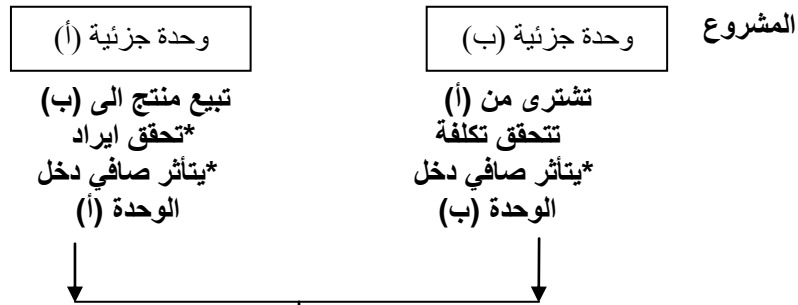 المشروع
وحدة جزئية (ب)
تشترى من (أ)
تتحقق تكلفة
*يتأثر صافي دخل
الوحدة (ب)
وحدة جزئية (أ)
تبيع منتج الى (ب)
*تحقق ايراد
*يتأثر صافي دخل
الوحدة (أ)